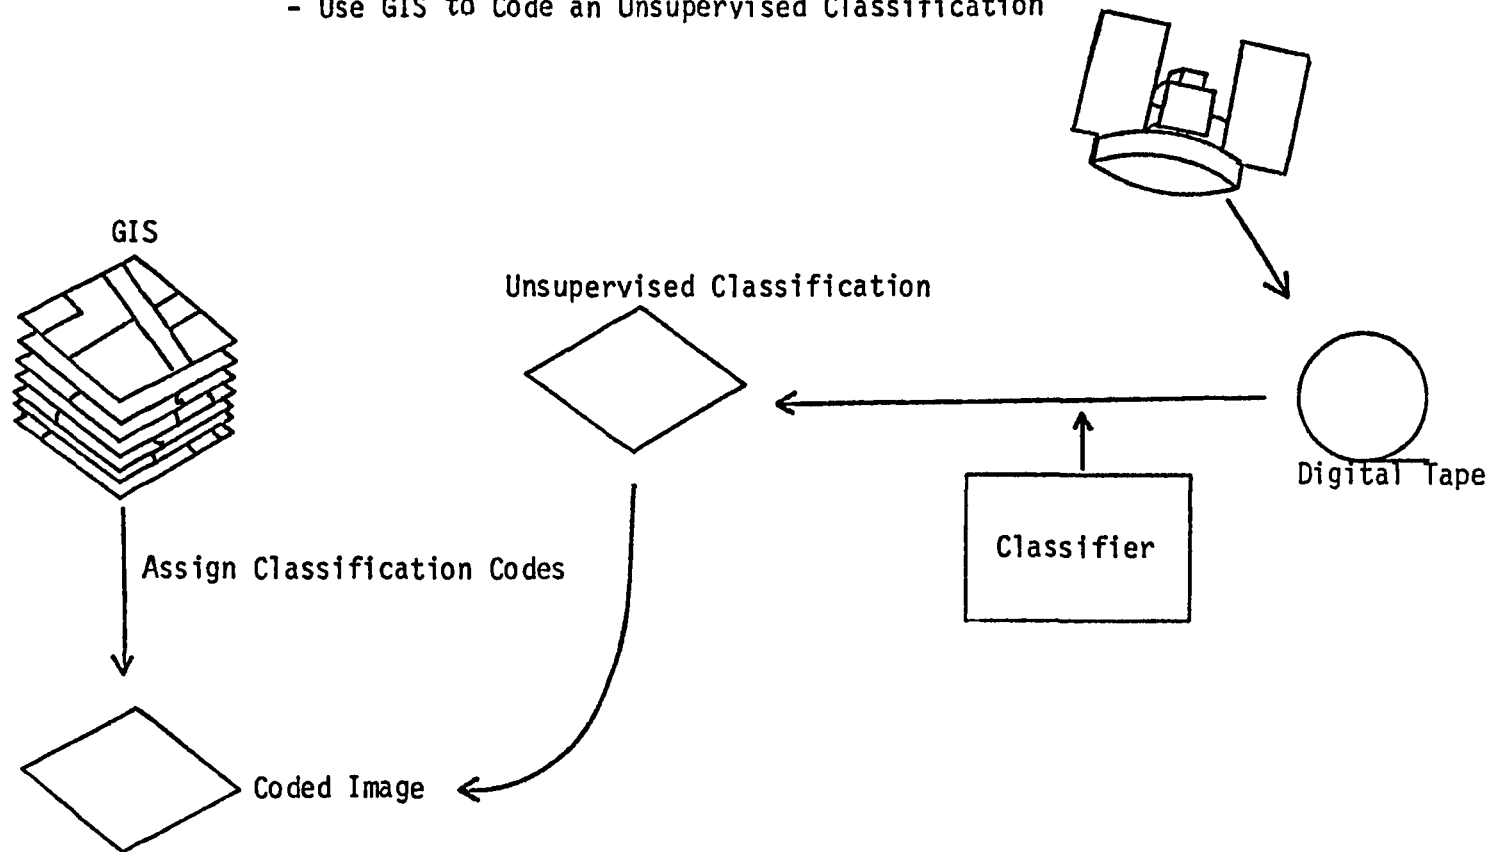 - Use GIS to Code an Unsupervised Classification
GIS
Unsupervised Classification
Digital Tape
Classifier
Assign Classification Codes
Coded Image